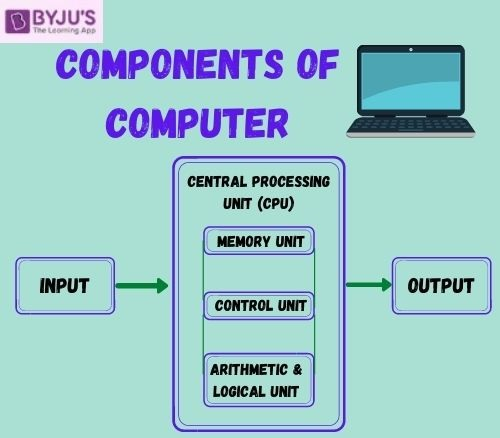 BYJU'S
The Learning App
COMPONENTS OF
COMPUTER
CENTRAL PROCESSING
UNIT (CPU)
MEMORY UNIT
INPUT
CONTROL UNIT
OUTPUT
ARITHMETIC &
LOGICAL UNIT